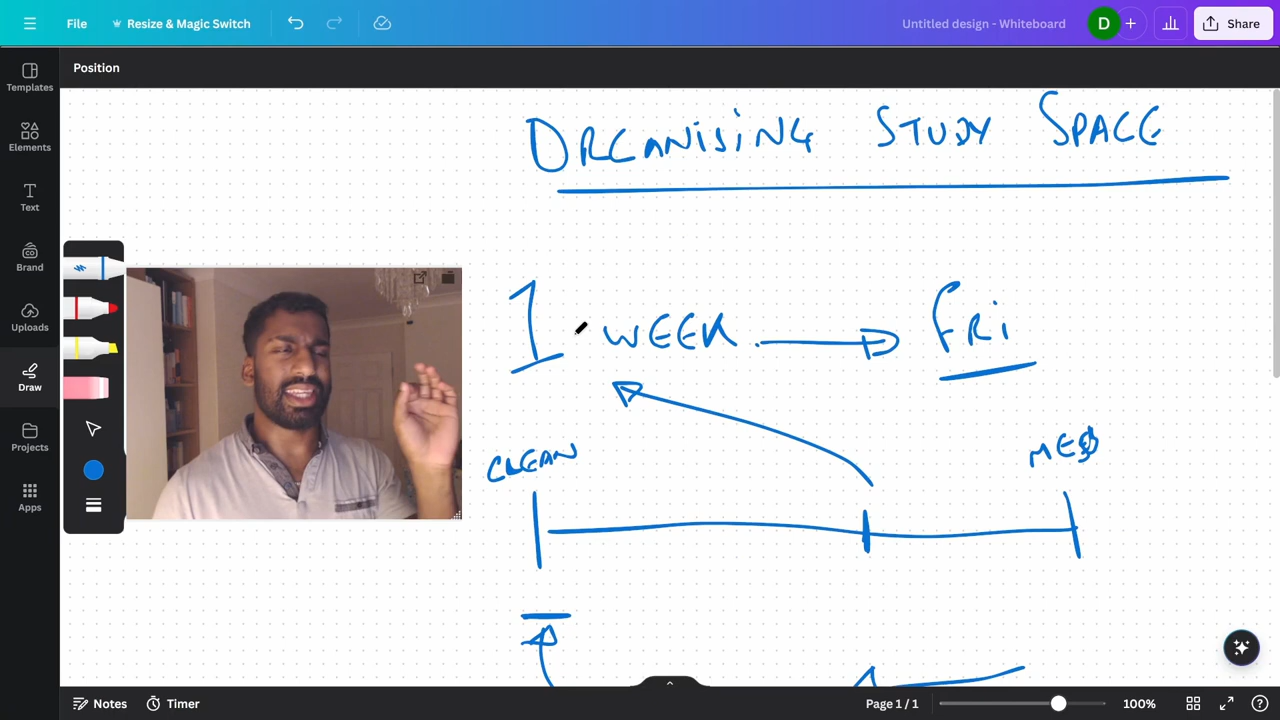 File
Resize & Magic Switch
Untitled design - Whiteboard
D
Share
Position
Templates
Elements
Text
Brand
Uploads
Draw
Projects
Apps
ORGANISING STUDY SPACE
1 WEEK FRI
CLEAN MESS
Notes
Timer
Page 1 / 1
100%